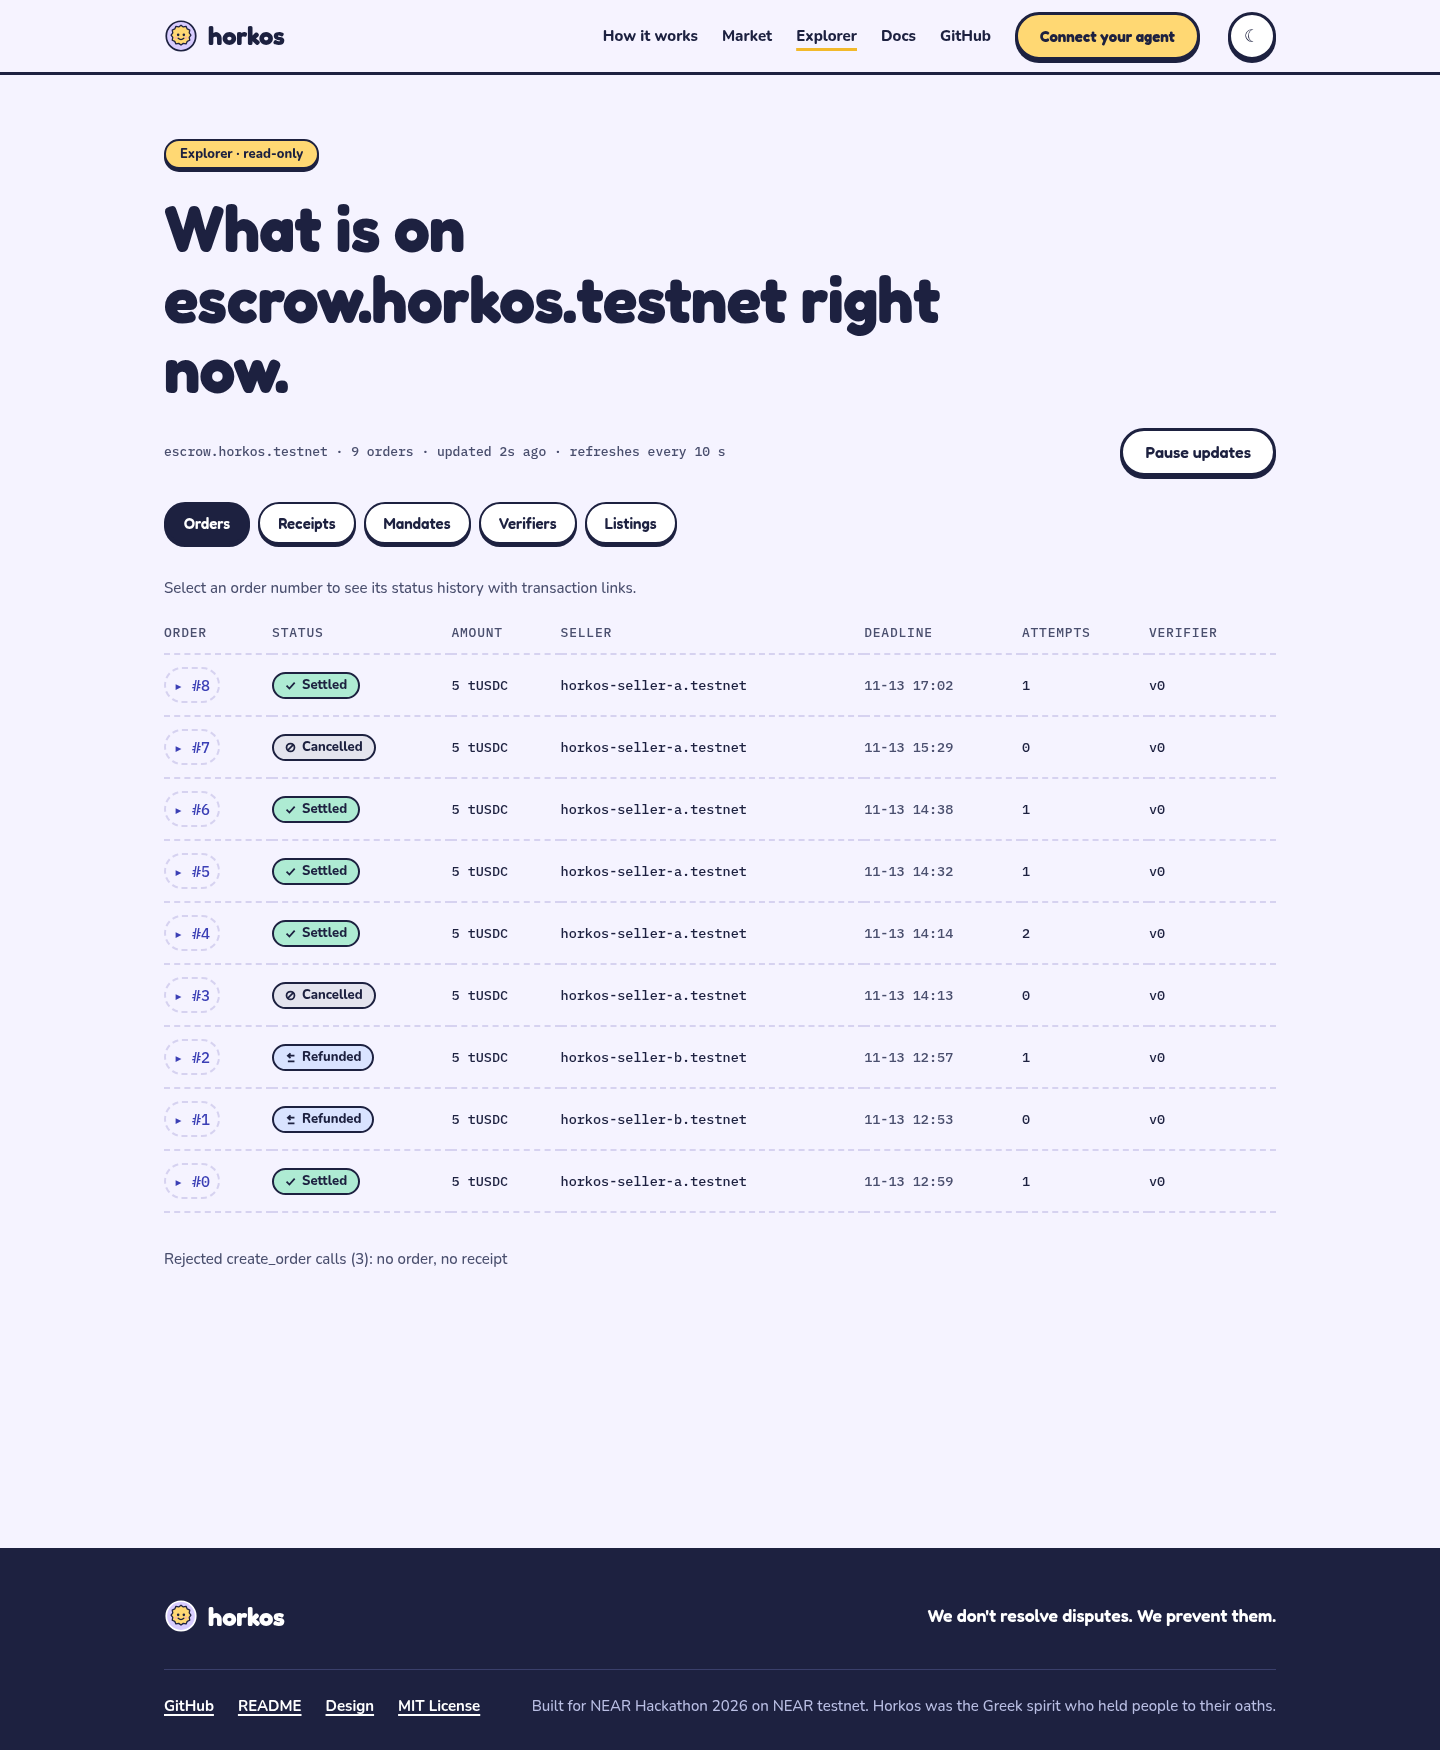 horkos
How it works Market Explorer Docs GitHub Connect your agent
Explorer · read-only
What is on
escrow.horkos.testnet right
now.
escrow.horkos.testnet · 9 orders · updated 2s ago · refreshes every 10 s
Pause updates
Orders Receipts Mandates Verifiers Listings
Select an order number to see its status history with transaction links.
ORDER STATUS AMOUNT SELLER DEADLINE ATTEMPTS VERIFIER
▸ #8 ✓ Settled 5 tUSDC horkos-seller-a.testnet 11-13 17:02 1 v0
▸ #7 ⊘ Cancelled 5 tUSDC horkos-seller-a.testnet 11-13 15:29 0 v0
▸ #6 ✓ Settled 5 tUSDC horkos-seller-a.testnet 11-13 14:38 1 v0
▸ #5 ✓ Settled 5 tUSDC horkos-seller-a.testnet 11-13 14:32 1 v0
▸ #4 ✓ Settled 5 tUSDC horkos-seller-a.testnet 11-13 14:14 2 v0
▸ #3 ⊘ Cancelled 5 tUSDC horkos-seller-a.testnet 11-13 14:13 0 v0
▸ #2 Refunded 5 tUSDC horkos-seller-b.testnet 11-13 12:57 1 v0
▸ #1 Refunded 5 tUSDC horkos-seller-b.testnet 11-13 12:53 0 v0
▸ #0 ✓ Settled 5 tUSDC horkos-seller-a.testnet 11-13 12:59 1 v0
Rejected create_order calls (3): no order, no receipt
horkos
We don't resolve disputes. We prevent them.
GitHub README Design MIT License
Built for NEAR Hackathon 2026 on NEAR testnet. Horkos was the Greek spirit who held people to their oaths.